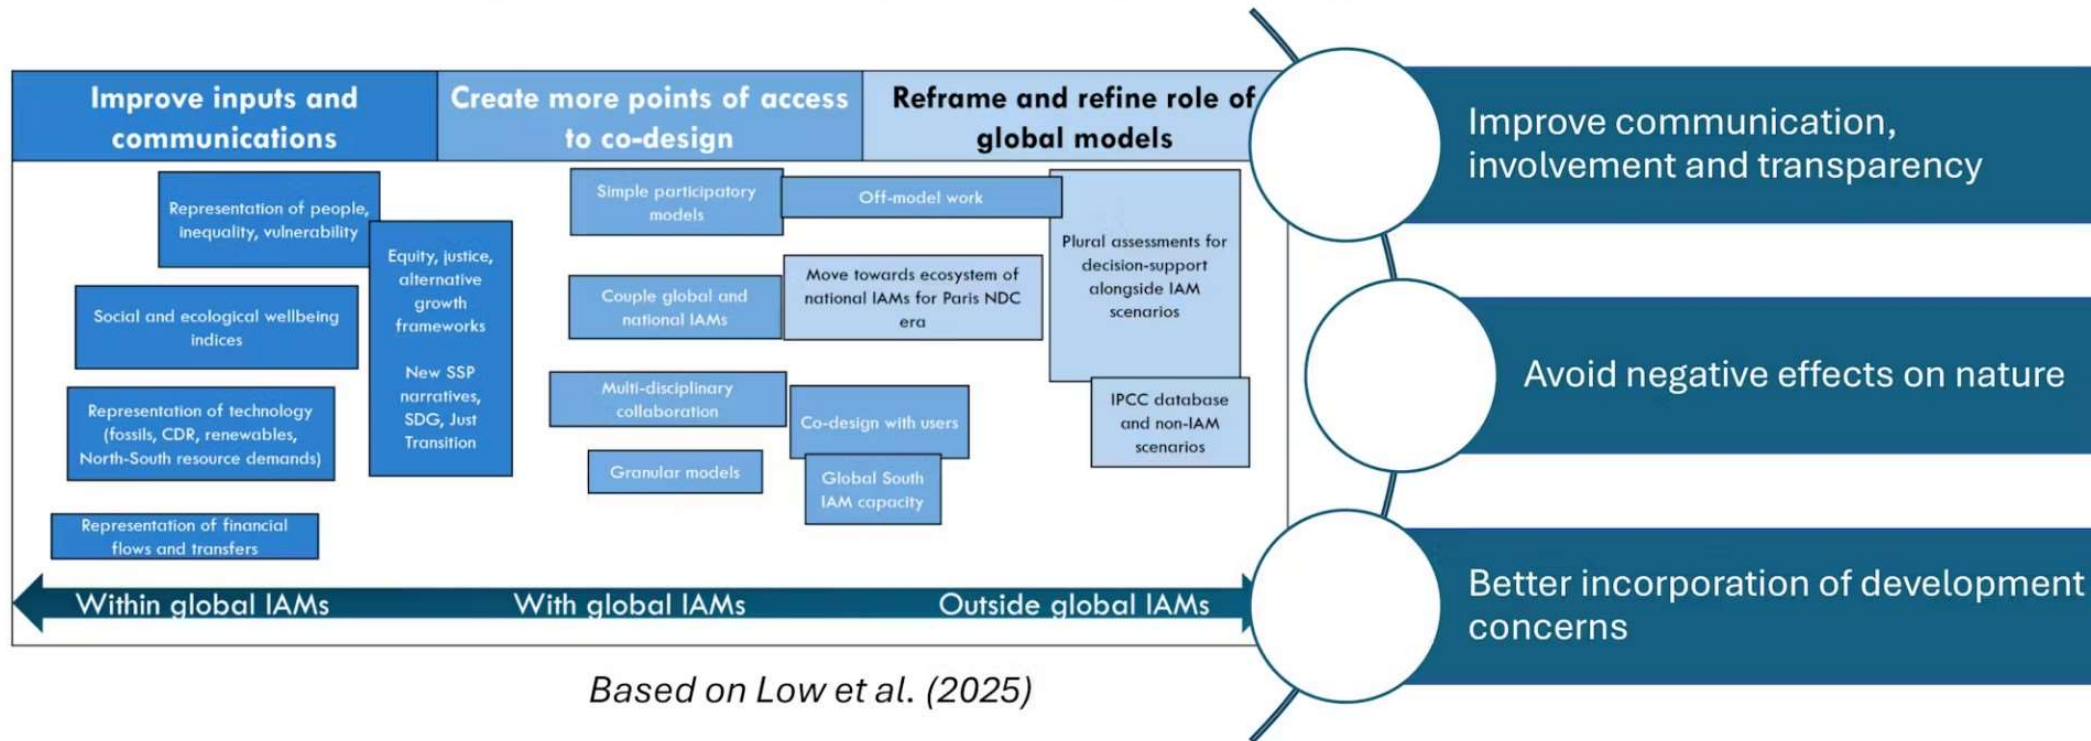 Improve inputs and
communications
Create more points of access
to co-design
Reframe and refine role of
global models
Representation of people,
inequality, vulnerability
Equity, justice,
alternative
growth
frameworks
New SSP
narratives,
SDG, Just
Transition
Social and ecological wellbeing
indices
Representation of technology
(fossils, CDR, renewables,
North-South resource demands)
Representation of financial
flows and transfers
Simple participatory
models
Off-model work
Couple global and
national IAMs
Move towards ecosystem of
national IAMs for Paris NDC
era
Multi-disciplinary
collaboration
Co-design with users
Granular models
Global South
IAM capacity
Plural assessments for
decision-support
alongside IAM
scenarios
IPCC database
and non-IAM
scenarios
Within global IAMs
With global IAMs
Outside global IAMs
Based on Low et al. (2025)
Improve communication,
involvement and transparency
Avoid negative effects on nature
Better incorporation of development
concerns